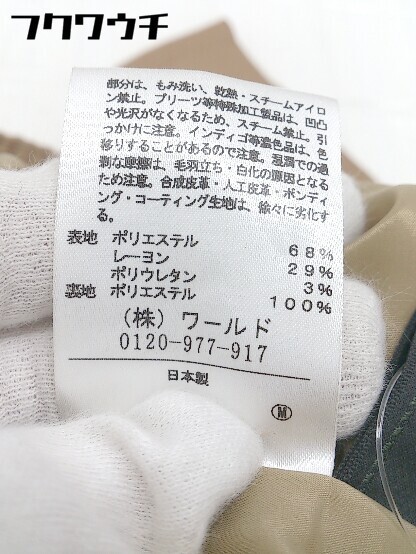 フクワウチ
部分は、もみ洗い、乾熱・スチームアイロ
ン禁止。プリーツ等特殊加工製品は、凹凸
や光沢がなくなるため、スチーム禁止。引
っかけに注意。インディゴ等濃色品は、色
移りすることがあるので注意。湿潤での過
剰な摩擦は、毛羽立ち・白化の原因となる
ため注意。合成皮革・人工皮革・ボンディ
ング・コーティング生地は、徐々に劣化す
る。
表地 ポリエステル 68%
レーヨン 29%
ポリウレタン 3%
裏地 ポリエステル 100%
(株) ワールド
0120-977-917
日本製
M